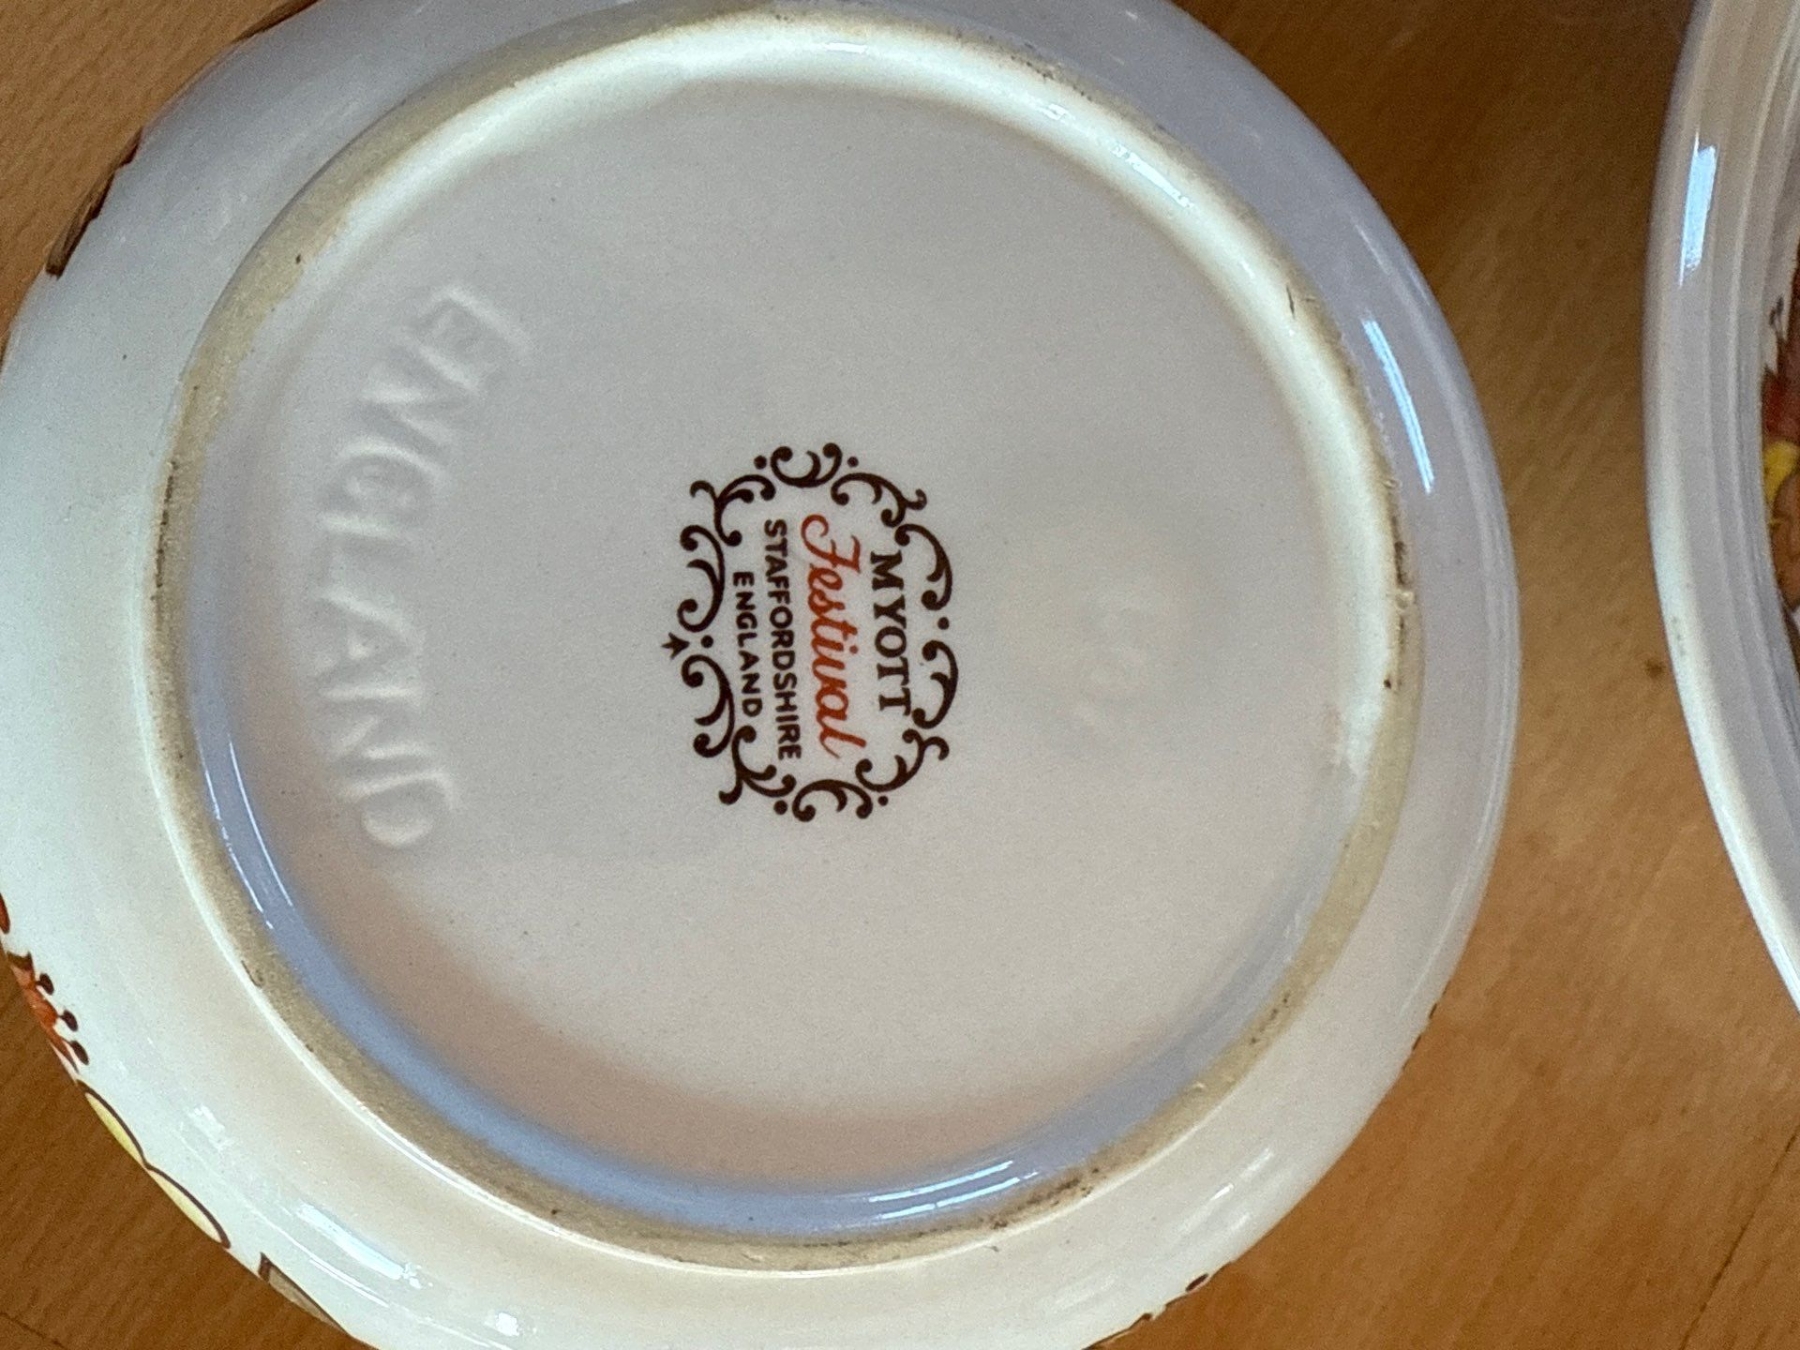 MYOTT
Festival
STAFFORDSHIRE
ENGLAND
ENGLAND